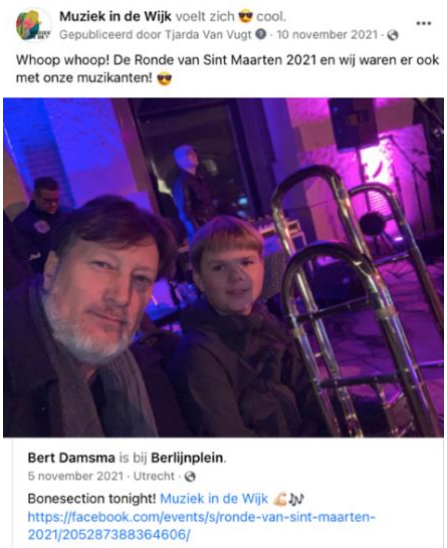 Muziek in de Wijk voelt zich 😎 cool.
Gepubliceerd door Tjarda Van Vugt · 10 november 2021 ·
Whoop whoop! De Ronde van Sint Maarten 2021 en wij waren er ook
met onze muzikanten! 😎
Bert Damsma is bij Berlijnplein.
5 november 2021 · Utrecht ·
Bonesection tonight! Muziek in de Wijk 💪🏻🎶
https://facebook.com/events/s/ronde-van-sint-maarten-
2021/205287388364606/